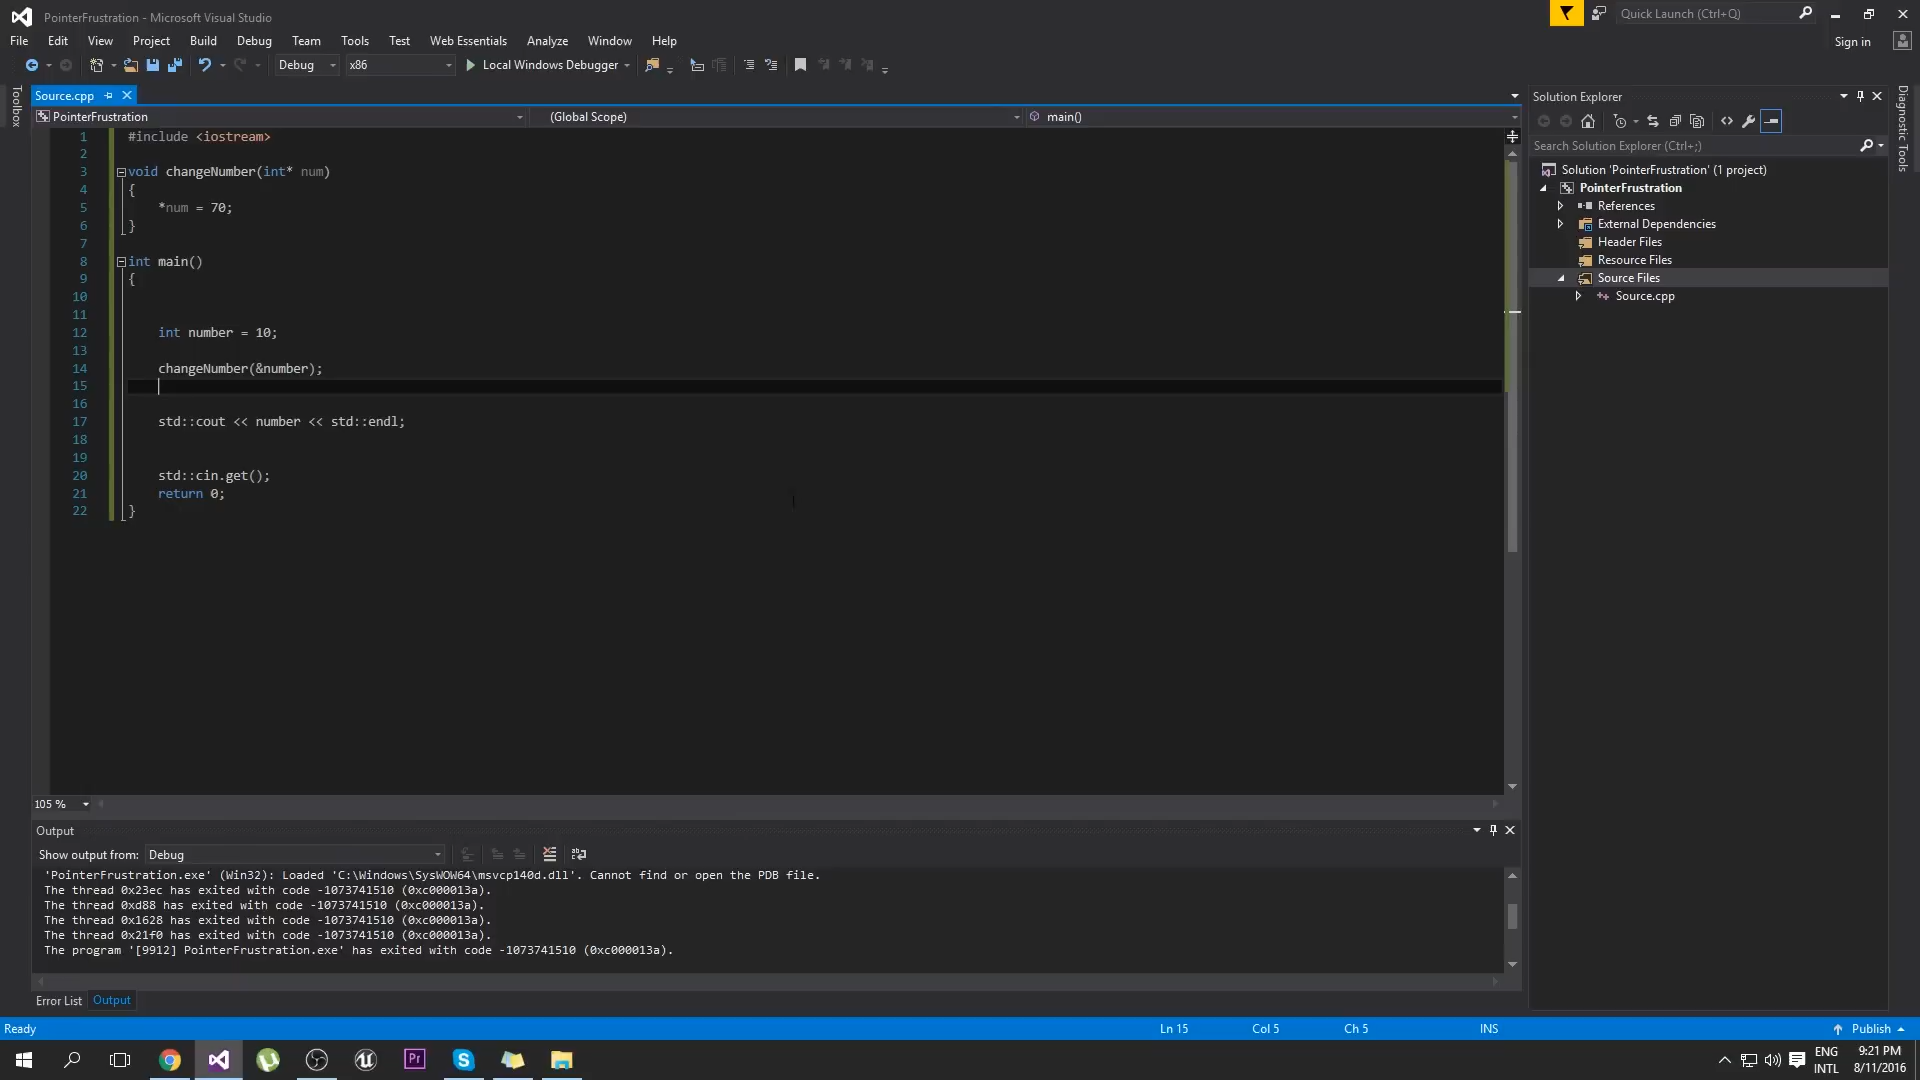 PointerFrustration - Microsoft Visual Studio
Quick Launch (Ctrl+Q)
File Edit View Project Build Debug Team Tools Test Web Essentials Analyze Window Help
Sign in
Debug x86 Local Windows Debugger
Toolbox
Source.cpp
PointerFrustration (Global Scope) main()
1 #include <iostream>
2
3 void changeNumber(int* num)
4 {
5 *num = 70;
6 }
7
8 int main()
9 {
10
11
12 int number = 10;
13
14 changeNumber(&number);
15
16
17 std::cout << number << std::endl;
18
19
20 std::cin.get();
21 return 0;
22 }
105 %
Solution Explorer
Search Solution Explorer (Ctrl+;)
Solution 'PointerFrustration' (1 project)
PointerFrustration
References
External Dependencies
Header Files
Resource Files
Source Files
Source.cpp
Diagnostic Tools
Output
Show output from: Debug
'PointerFrustration.exe' (Win32): Loaded 'C:\Windows\SysWOW64\msvcp140d.dll'. Cannot find or open the PDB file.
The thread 0x23ec has exited with code -1073741510 (0xc000013a).
The thread 0xd88 has exited with code -1073741510 (0xc000013a).
The thread 0x1628 has exited with code -1073741510 (0xc000013a).
The thread 0x21f0 has exited with code -1073741510 (0xc000013a).
The program '[9912] PointerFrustration.exe' has exited with code -1073741510 (0xc000013a).
Error List Output
Ready Ln 15 Col 5 Ch 5 INS Publish
Pr
ENG
INTL
9:21 PM
8/11/2016